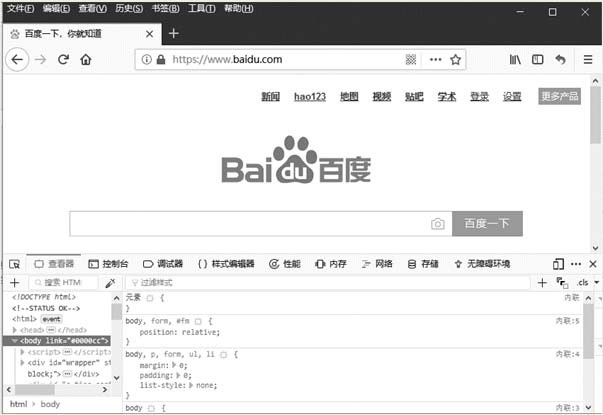 文件(F) 编辑(E) 查看(V) 历史(S) 书签(B) 工具(T) 帮助(H)
百度一下，你就知道
https://www.baidu.com
新闻 hao123 地图 视频 贴吧 学术 登录 设置 更多产品
Bai du 百度
百度一下
查看器 控制台 调试器 {} 样式编辑器 性能 内存 网络 存储 无障碍环境
搜索 HTM 过滤样式 .cls
<!DOCTYPE html>
<!--STATUS OK-->
<html> event
<head> </head>
<body link="#0000cc">
<script> </script>
<div id="wrapper" st
block;"> </div>
html > body
元素 { 内联
}
body, form, #fm { 内联:5
position: relative;
}
body, p, form, ul, li { 内联:4
margin: 0;
padding: 0;
list-style: none;
}
body { 内联:3